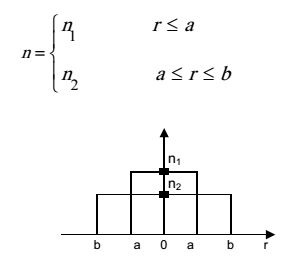 n₁ r ≤ a
n =
n₂ a ≤ r ≤ b
n₁
n₂
b a 0 a b r